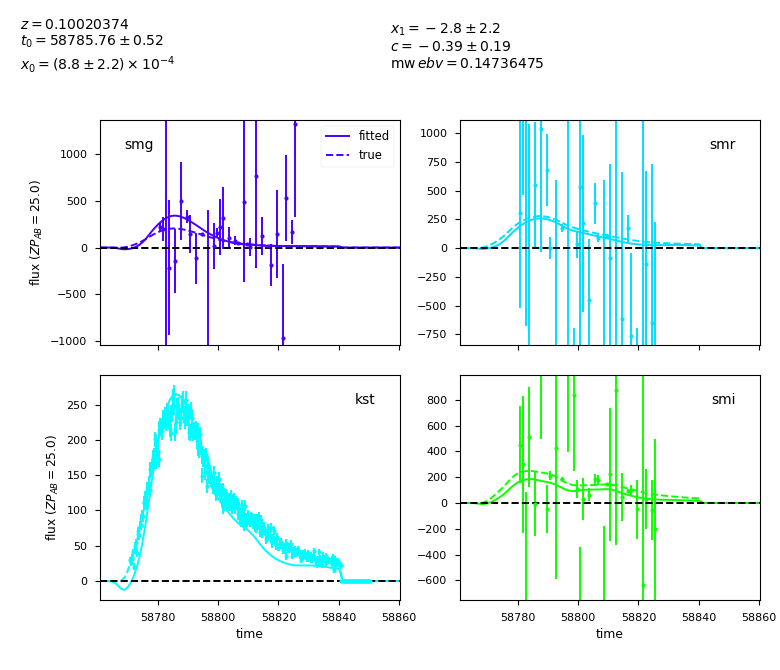 z = 0.10020374
t0 = 58785.76 ± 0.52
x0 = (8.8 ± 2.2) × 10^−4
x1 = −2.8 ± 2.2
c = −0.39 ± 0.19
mw ebv = 0.14736475
smg
fitted
true
1000
500
0
−500
−1000
flux (ZP_AB = 25.0)
smr
1000
750
500
250
0
−250
−500
−750
kst
250
200
150
100
50
0
flux (ZP_AB = 25.0)
58780 58800 58820 58840 58860
time
smi
800
600
400
200
0
−200
−400
−600
58780 58800 58820 58840 58860
time